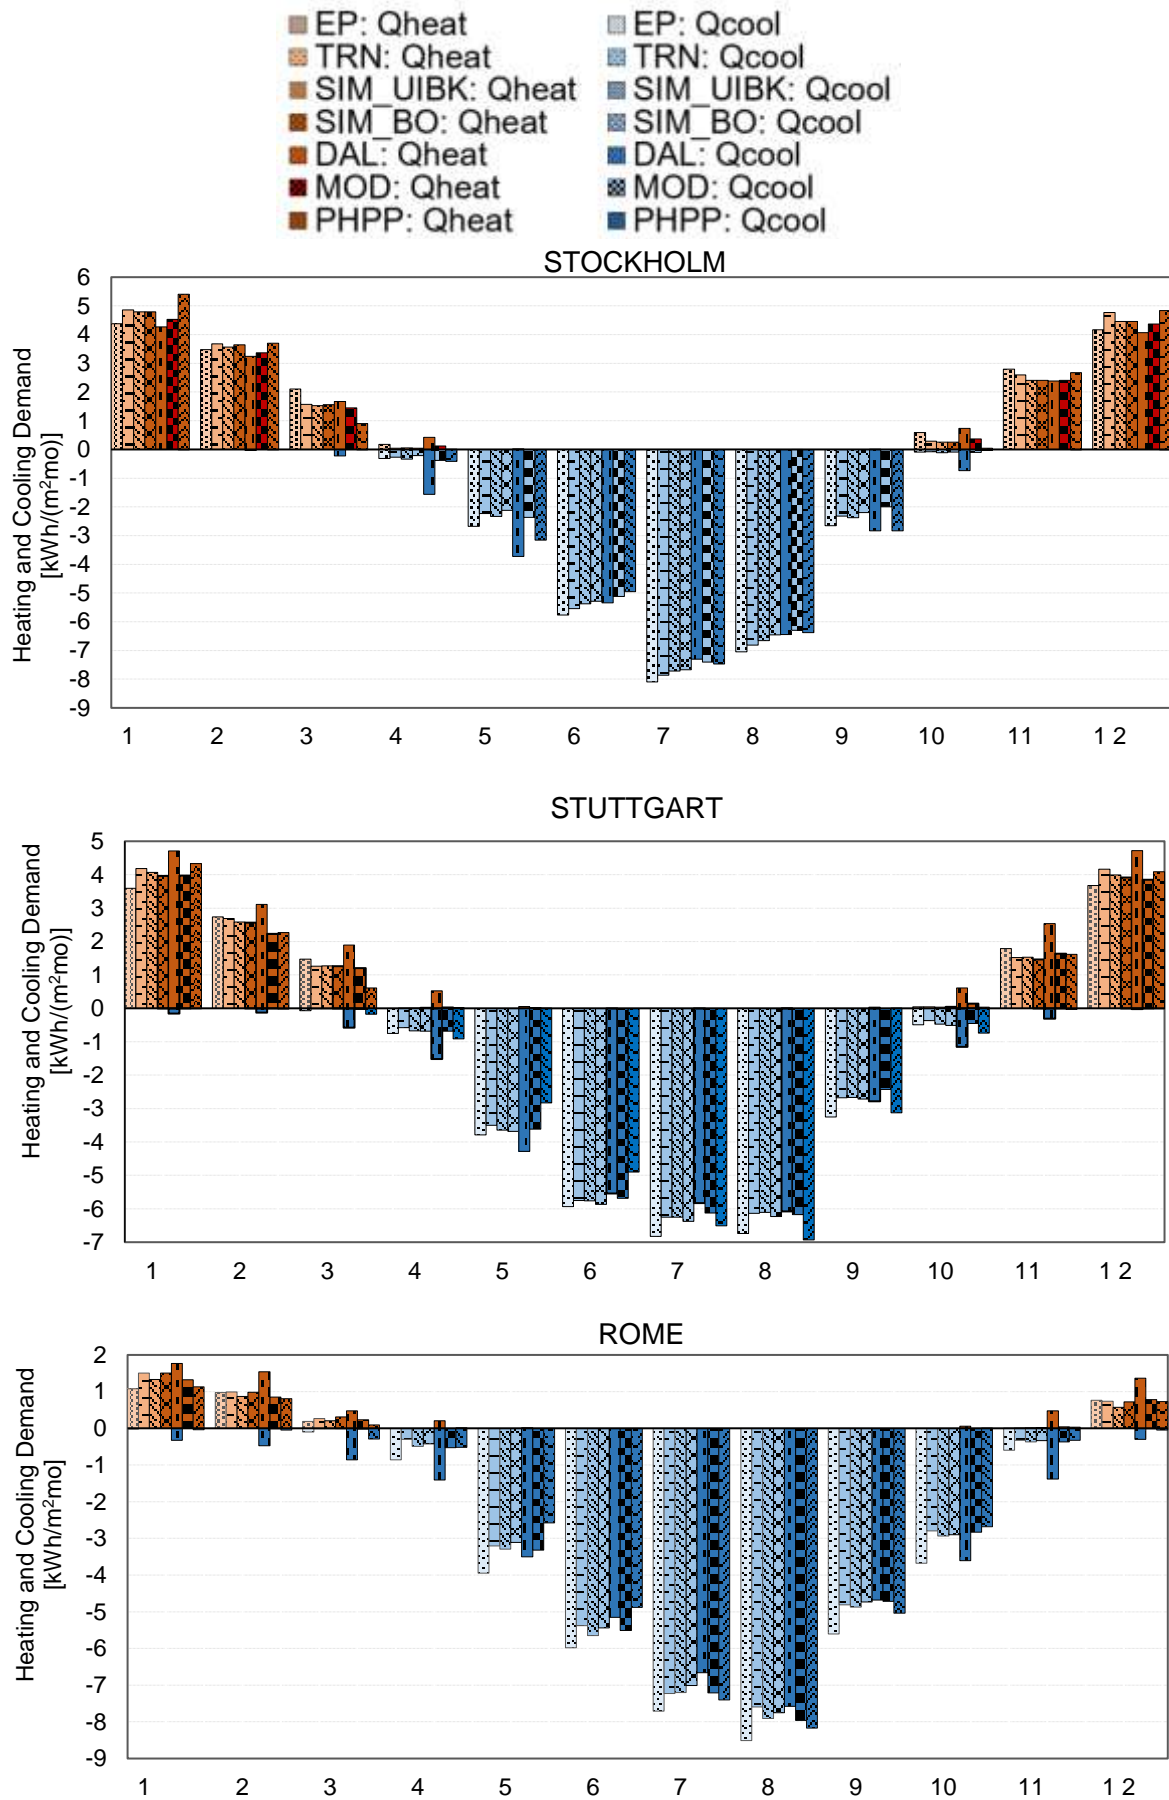 EP: Qheat EP: Qcool
TRN: Qheat TRN: Qcool
SIM_UIBK: Qheat SIM_UIBK: Qcool
SIM_BO: Qheat SIM_BO: Qcool
DAL: Qheat DAL: Qcool
MOD: Qheat MOD: Qcool
PHPP: Qheat PHPP: Qcool
STOCKHOLM
Heating and Cooling Demand
[kWh/(m²mo)]
6
5
4
3
2
1
0
-1
-2
-3
-4
-5
-6
-7
-8
-9
1 2 3 4 5 6 7 8 9 10 11 1 2
STUTTGART
Heating and Cooling Demand
[kWh/(m²mo)]
5
4
3
2
1
0
-1
-2
-3
-4
-5
-6
-7
1 2 3 4 5 6 7 8 9 10 11 1 2
ROME
Heating and Cooling Demand
[kWh/m²mo]
2
1
0
-1
-2
-3
-4
-5
-6
-7
-8
-9
1 2 3 4 5 6 7 8 9 10 11 1 2